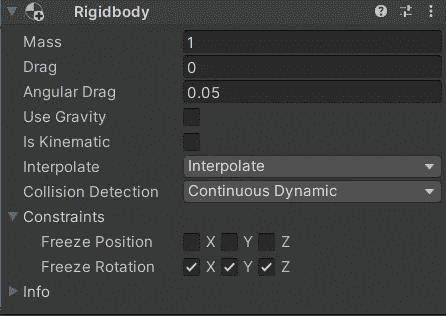 Rigidbody
Mass 1
Drag 0
Angular Drag 0.05
Use Gravity
Is Kinematic
Interpolate Interpolate
Collision Detection Continuous Dynamic
Constraints
Freeze Position X Y Z
Freeze Rotation X Y Z
Info